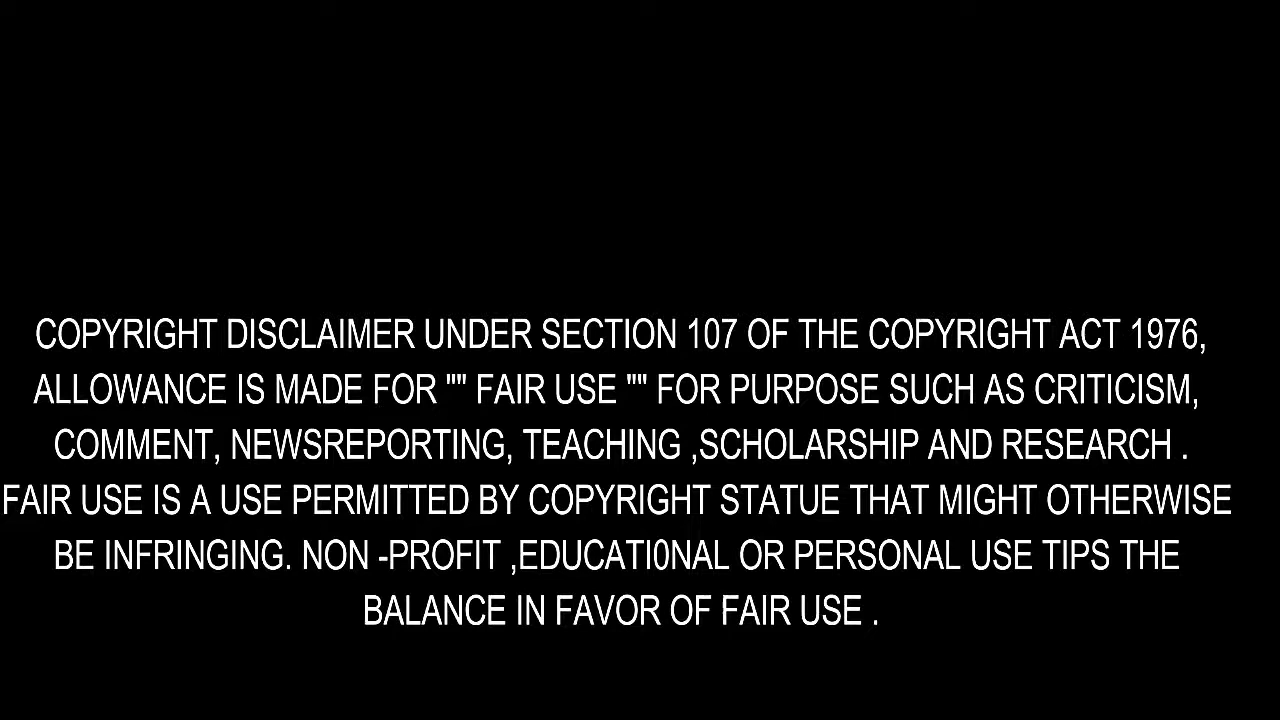 COPYRIGHT DISCLAIMER UNDER SECTION 107 OF THE COPYRIGHT ACT 1976,
ALLOWANCE IS MADE FOR "" FAIR USE "" FOR PURPOSE SUCH AS CRITICISM,
COMMENT, NEWSREPORTING, TEACHING ,SCHOLARSHIP AND RESEARCH .
FAIR USE IS A USE PERMITTED BY COPYRIGHT STATUE THAT MIGHT OTHERWISE
BE INFRINGING. NON -PROFIT ,EDUCATI0NAL OR PERSONAL USE TIPS THE
BALANCE IN FAVOR OF FAIR USE .